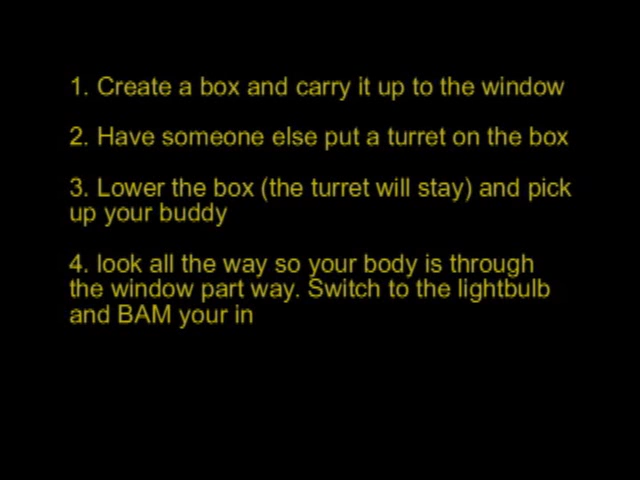 1. Create a box and carry it up to the window
2. Have someone else put a turret on the box
3. Lower the box (the turret will stay) and pick
up your buddy
4. look all the way so your body is through
the window part way. Switch to the lightbulb
and BAM your in